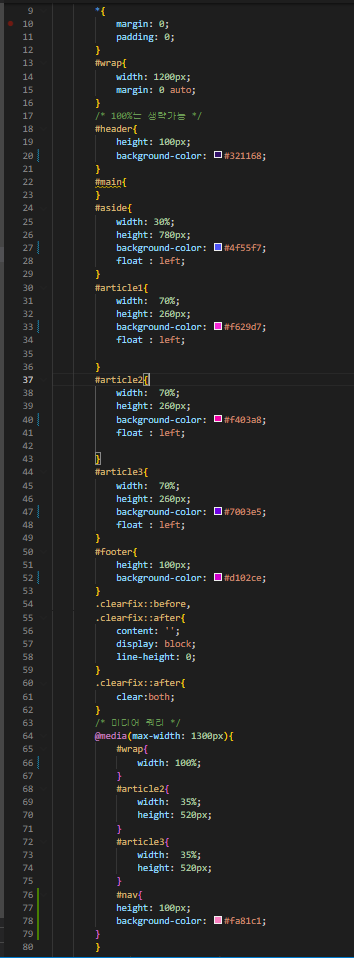 9 *{
10 margin: 0;
11 padding: 0;
12 }
13 #wrap{
14 width: 1200px;
15 margin: 0 auto;
16 }
17 /* 100%는 생략가능 */
18 #header{
19 height: 100px;
20 background-color: #321168;
21 }
22 #main{
23 }
24 #aside{
25 width: 30%;
26 height: 780px;
27 background-color: #4f55f7;
28 float : left;
29 }
30 #article1{
31 width:  70%;
32 height: 260px;
33 background-color: #f629d7;
34 float : left;
35
36 }
37 #article2{
38 width:  70%;
39 height: 260px;
40 background-color: #f403a8;
41 float : left;
42
43 }
44 #article3{
45 width:  70%;
46 height: 260px;
47 background-color: #7003e5;
48 float : left;
49 }
50 #footer{
51 height: 100px;
52 background-color: #d102ce;
53 }
54 .clearfix::before,
55 .clearfix::after{
56 content: '';
57 display: block;
58 line-height: 0;
59 }
60 .clearfix::after{
61 clear:both;
62 }
63 /* 미디어 쿼리 */
64 @media(max-width: 1300px){
65 #wrap{
66 width: 100%;
67 }
68 #article2{
69 width:  35%;
70 height: 520px;
71 }
72 #article3{
73 width:  35%;
74 height: 520px;
75 }
76 #nav{
77 height: 100px;
78 background-color: #fa81c1;
79 }
80 }